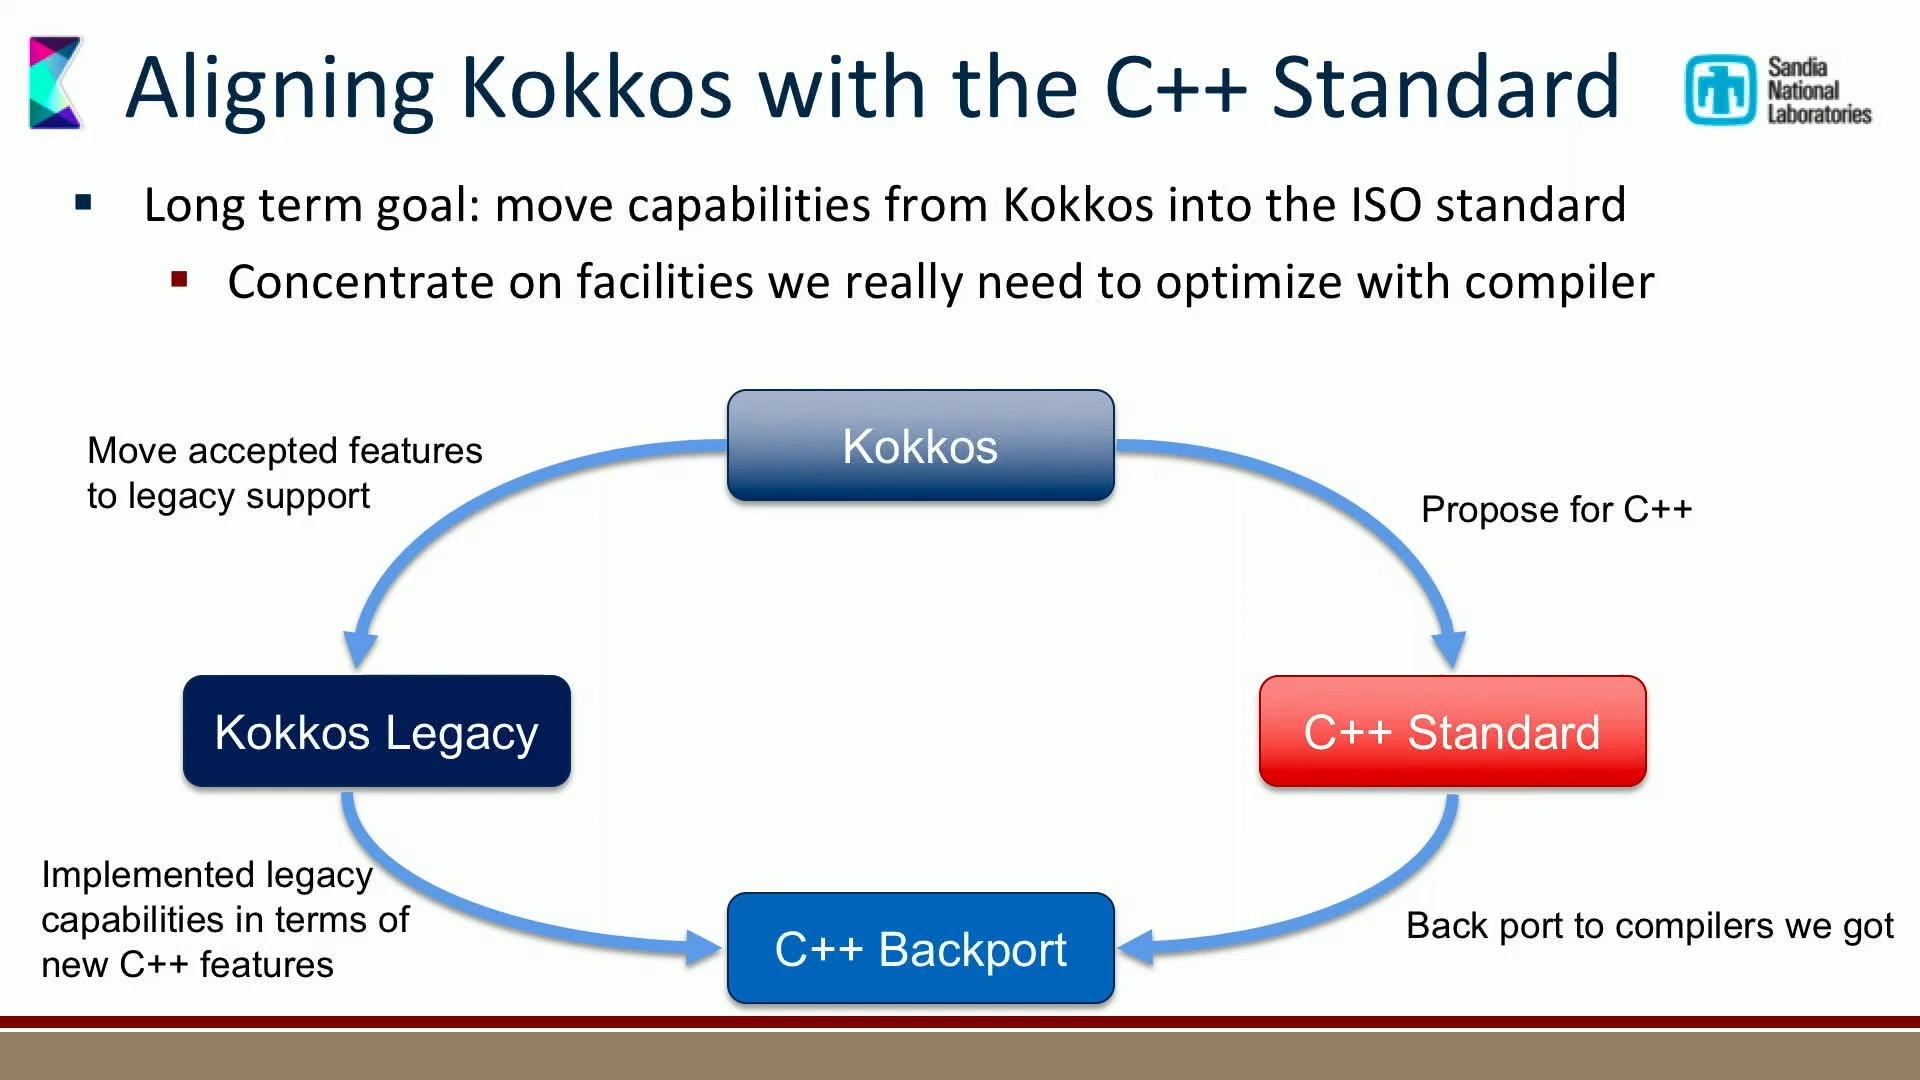 Aligning Kokkos with the C++ Standard
Sandia
National
Laboratories
Long term goal: move capabilities from Kokkos into the ISO standard
Concentrate on facilities we really need to optimize with compiler
Kokkos
Move accepted features
to legacy support
Propose for C++
Kokkos Legacy
C++ Standard
Implemented legacy
capabilities in terms of
new C++ features
C++ Backport
Back port to compilers we got